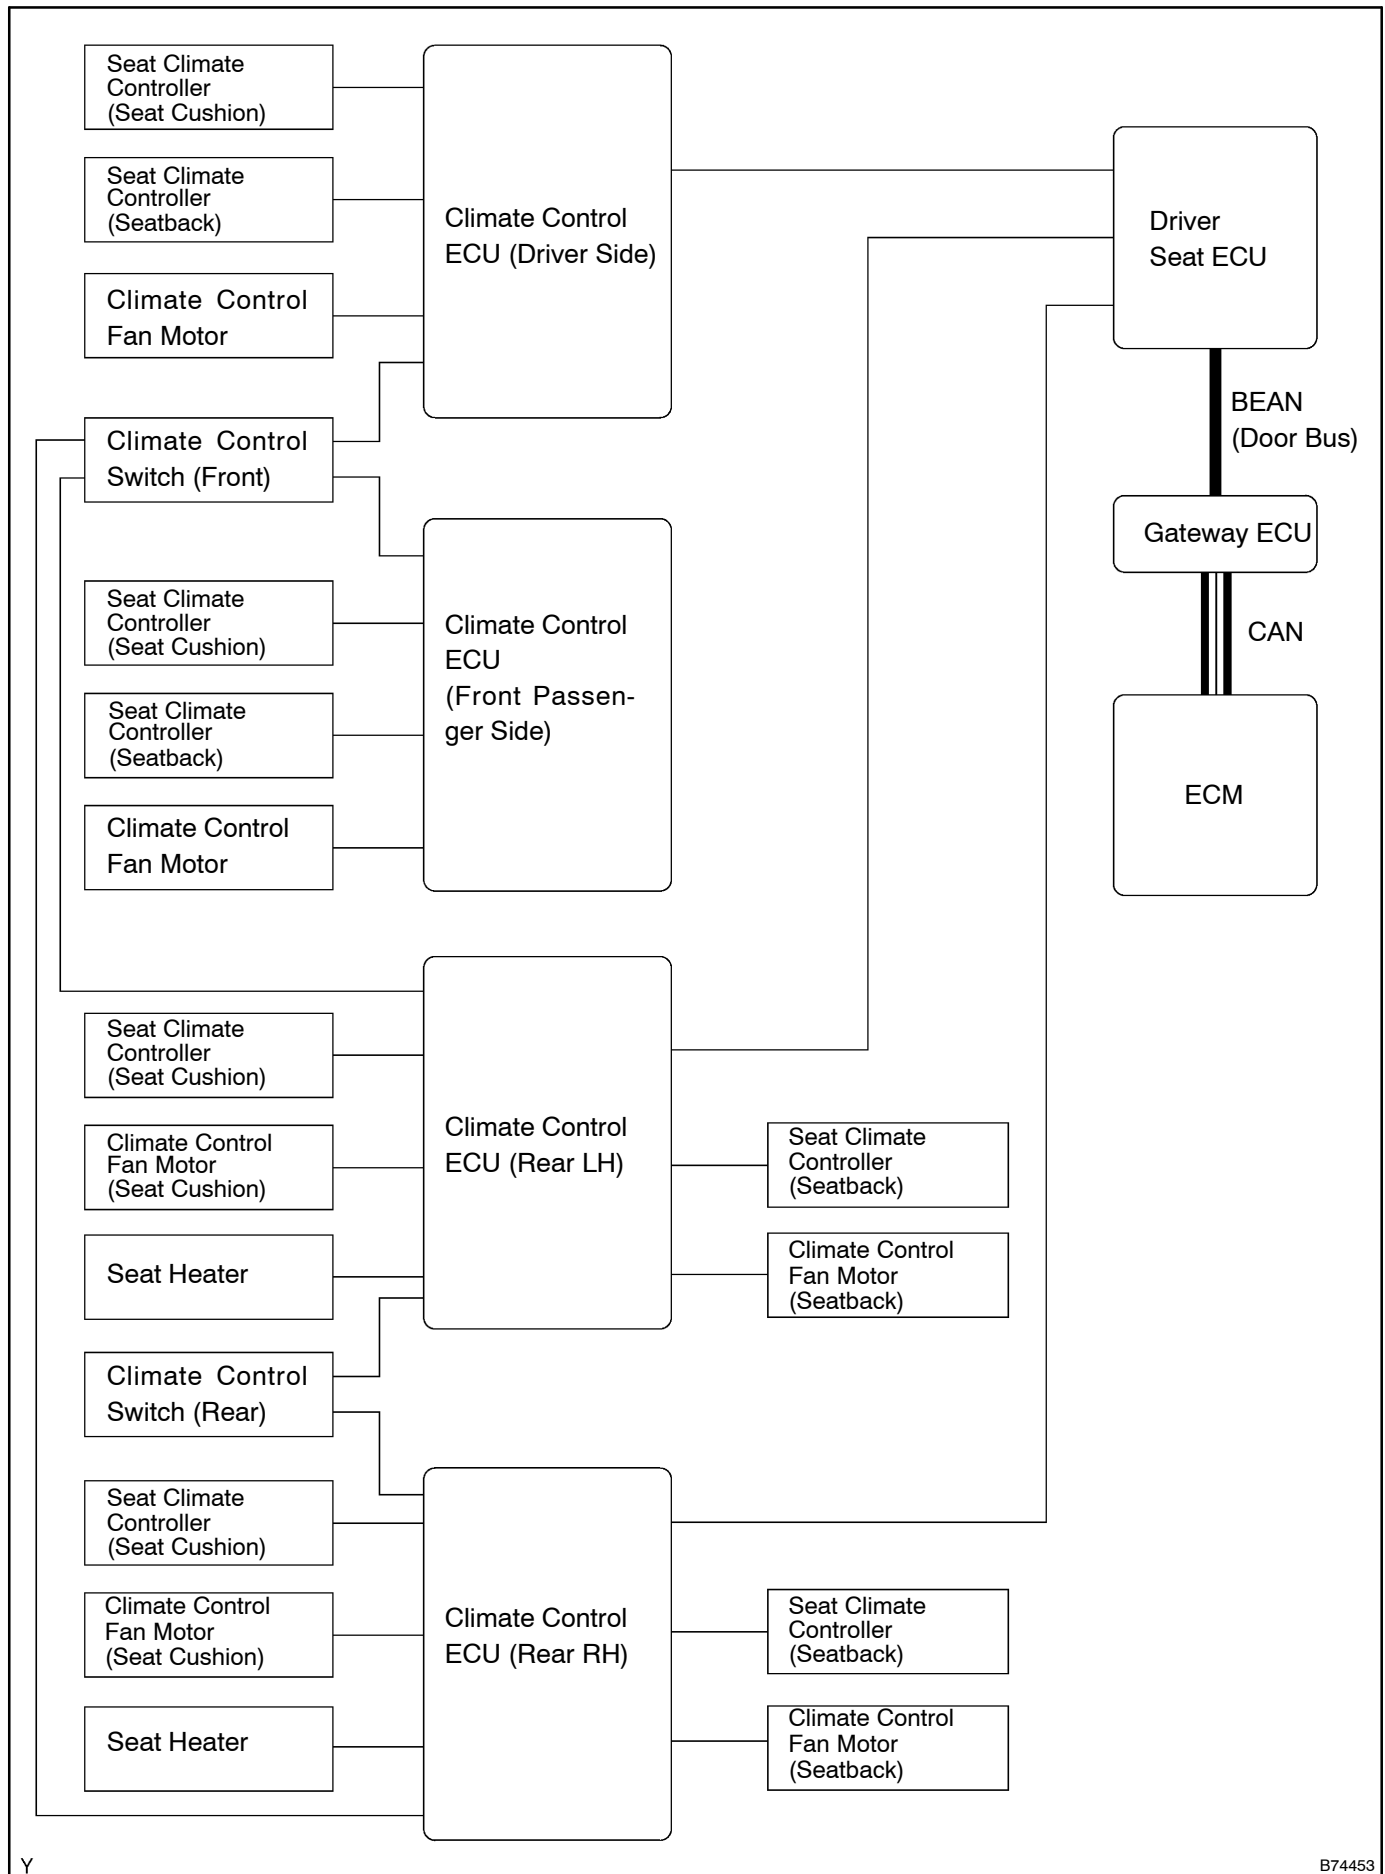 Seat Climate
Controller
(Seat Cushion)
Seat Climate
Controller
(Seatback)
Climate Control
Fan Motor
Climate Control
Switch (Front)
Climate Control
ECU (Driver Side)
Driver
Seat ECU
BEAN
(Door Bus)
Gateway ECU
CAN
ECM
Seat Climate
Controller
(Seat Cushion)
Seat Climate
Controller
(Seatback)
Climate Control
Fan Motor
Climate Control
ECU
(Front Passen-
ger Side)
Seat Climate
Controller
(Seat Cushion)
Climate Control
Fan Motor
(Seat Cushion)
Seat Heater
Climate Control
Switch (Rear)
Climate Control
ECU (Rear LH)
Seat Climate
Controller
(Seatback)
Climate Control
Fan Motor
(Seatback)
Seat Climate
Controller
(Seat Cushion)
Climate Control
Fan Motor
(Seat Cushion)
Seat Heater
Climate Control
ECU (Rear RH)
Seat Climate
Controller
(Seatback)
Climate Control
Fan Motor
(Seatback)
Y
B74453